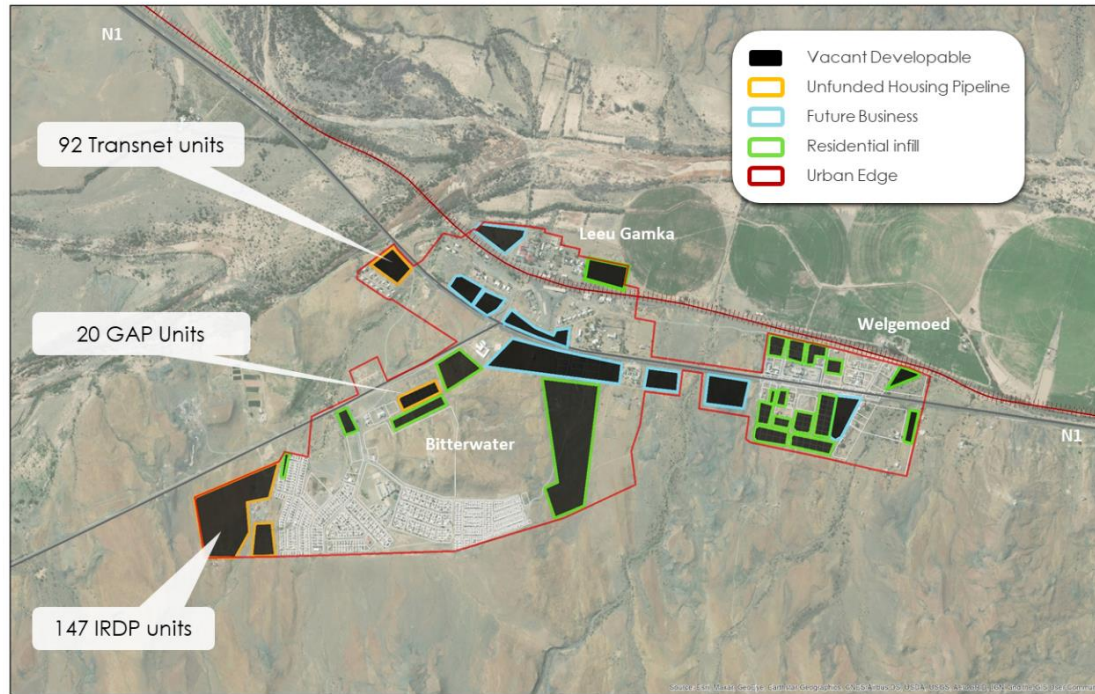 N1
Vacant Developable
Unfunded Housing Pipeline
Future Business
Residential infill
Urban Edge
92 Transnet units
Leeu Gamka
20 GAP Units
Welgemoed
Bitterwater
N1
147 IRDP units